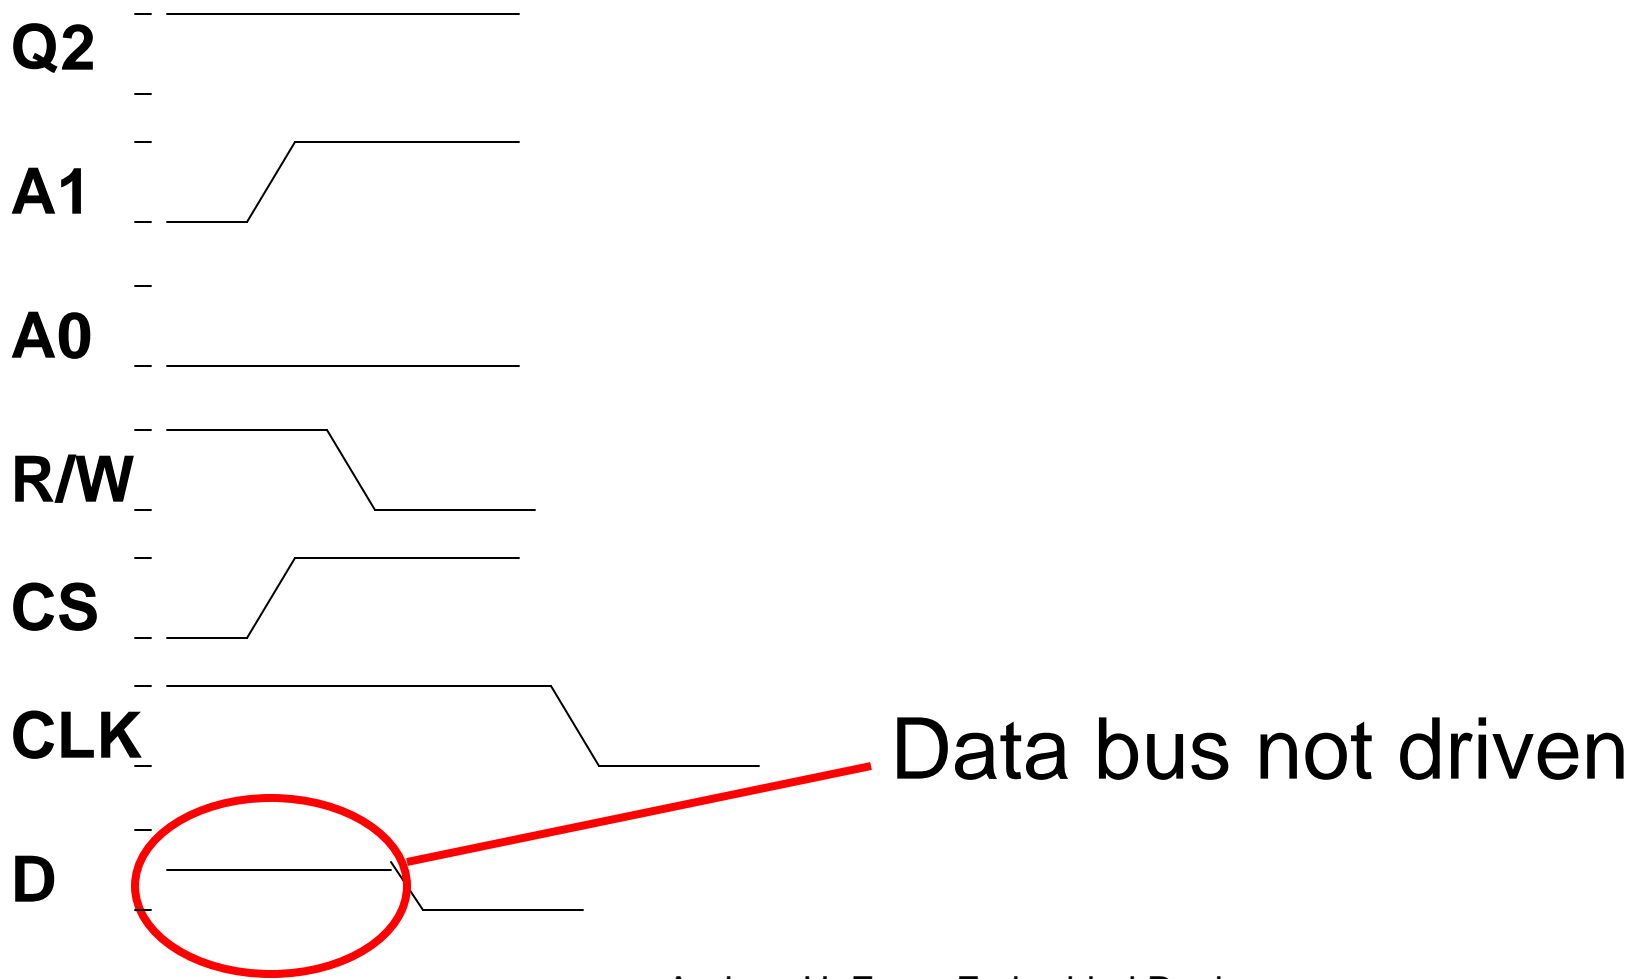 Q2
A1
A0
R/W
CS
CLK
Data bus not driven
D